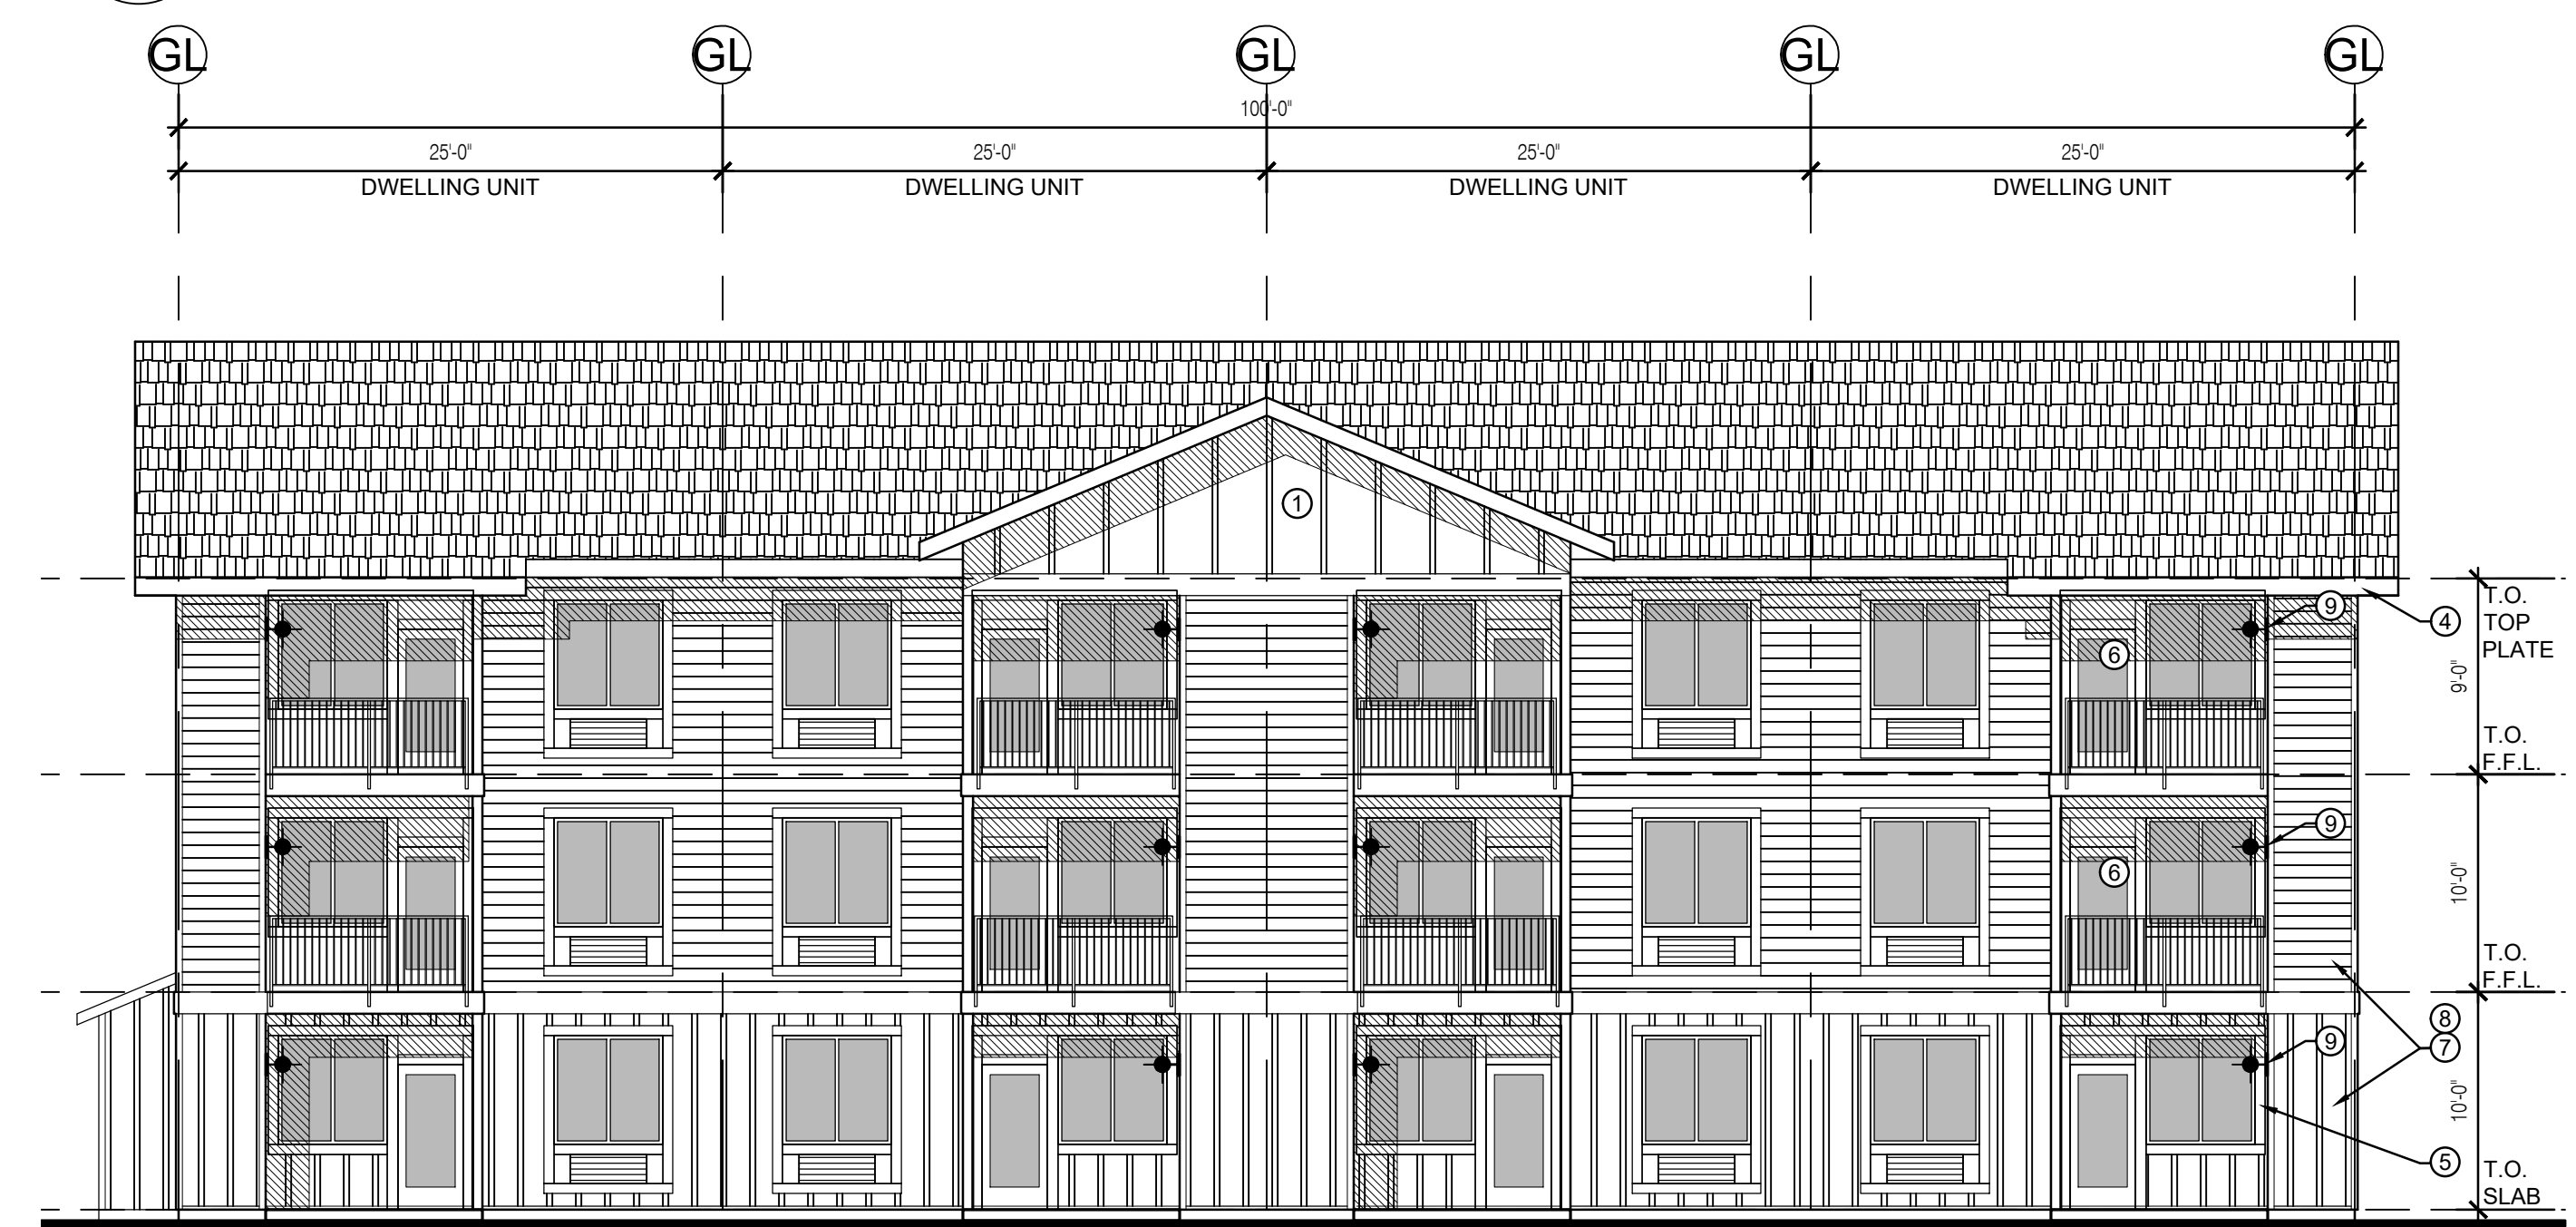 GL GL GL GL GL
100'-0"
25'-0" 25'-0" 25'-0" 25'-0"
DWELLING UNIT DWELLING UNIT DWELLING UNIT DWELLING UNIT
1
T.O.
TOP
PLATE
9
4
6
9'-0"
T.O.
F.F.L.
9
6
10'-0"
T.O.
F.F.L.
8
9
7
10'-0"
5
T.O.
SLAB